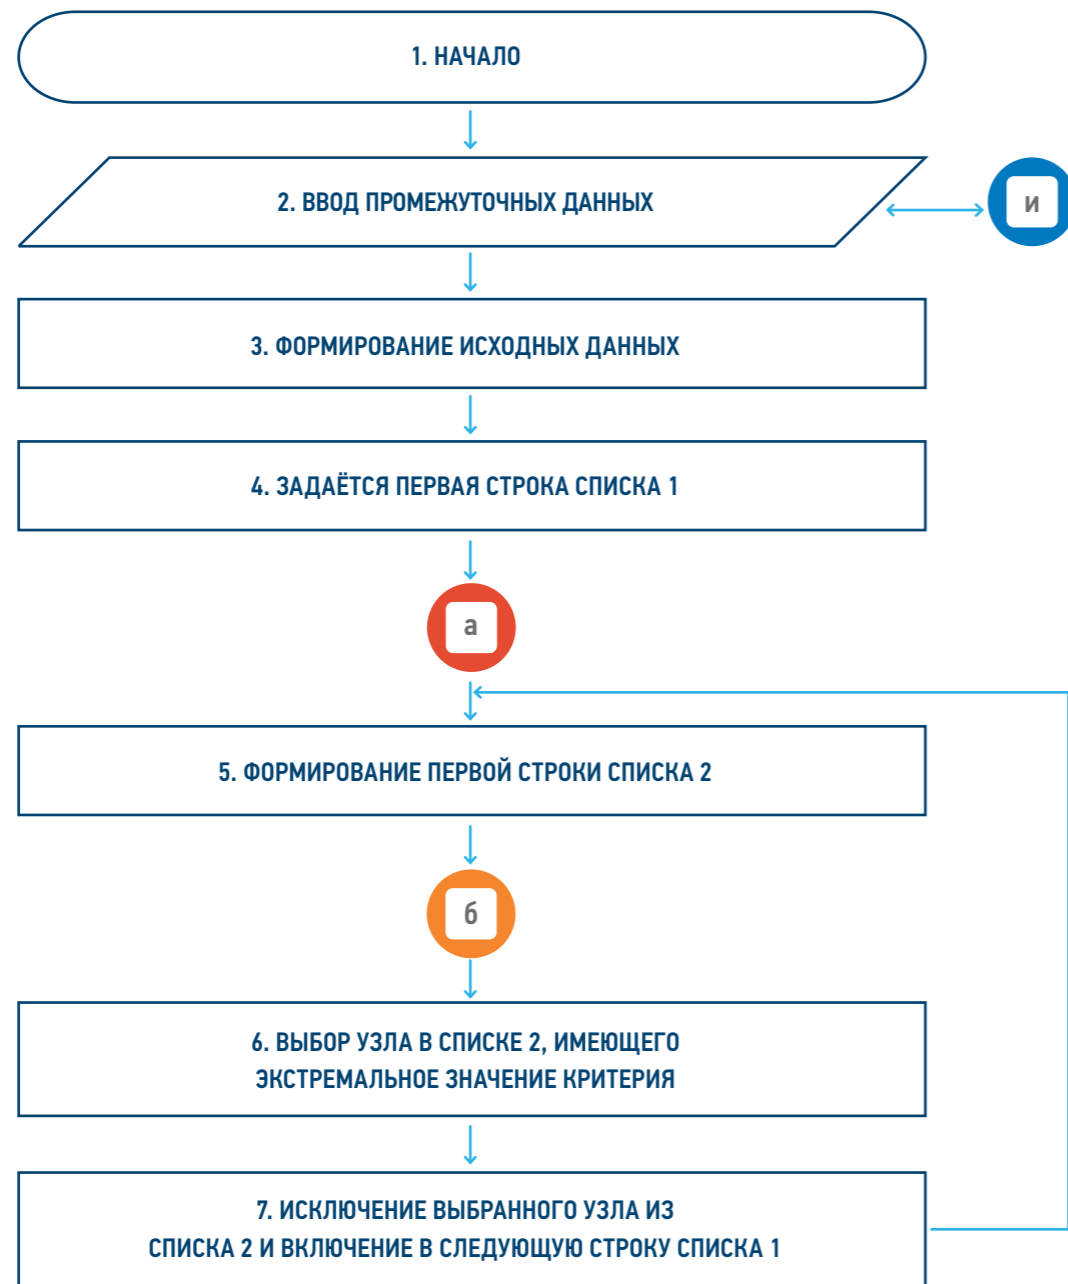 1. НАЧАЛО
2. ВВОД ПРОМЕЖУТОЧНЫХ ДАННЫХ
и
3. ФОРМИРОВАНИЕ ИСХОДНЫХ ДАННЫХ
4. ЗАДАЁТСЯ ПЕРВАЯ СТРОКА СПИСКА 1
а
5. ФОРМИРОВАНИЕ ПЕРВОЙ СТРОКИ СПИСКА 2
б
6. ВЫБОР УЗЛА В СПИСКЕ 2, ИМЕЮЩЕГО
ЭКСТРЕМАЛЬНОЕ ЗНАЧЕНИЕ КРИТЕРИЯ
7. ИСКЛЮЧЕНИЕ ВЫБРАННОГО УЗЛА ИЗ
СПИСКА 2 И ВКЛЮЧЕНИЕ В СЛЕДУЮЩУЮ СТРОКУ СПИСКА 1